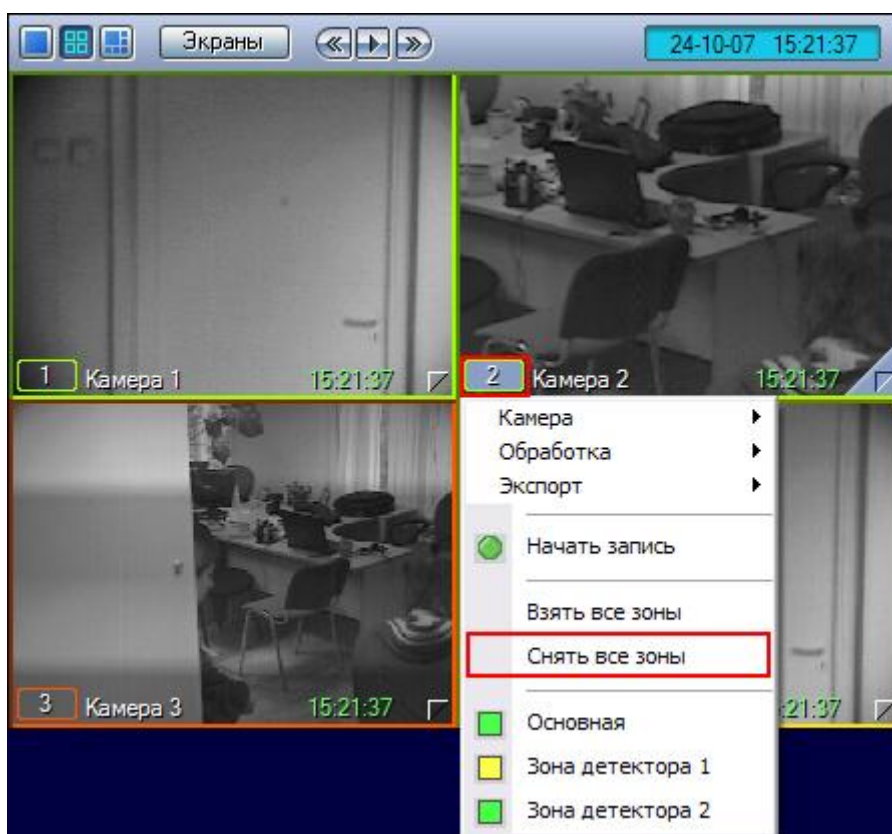 Экраны
24-10-07 15:21:37
1 Камера 1 15:21:37
2 Камера 2 15:21:37
Камера
Обработка
Экспорт
Начать запись
Взять все зоны
Снять все зоны
3 Камера 3 15:21:37
:21:37
Основная
Зона детектора 1
Зона детектора 2